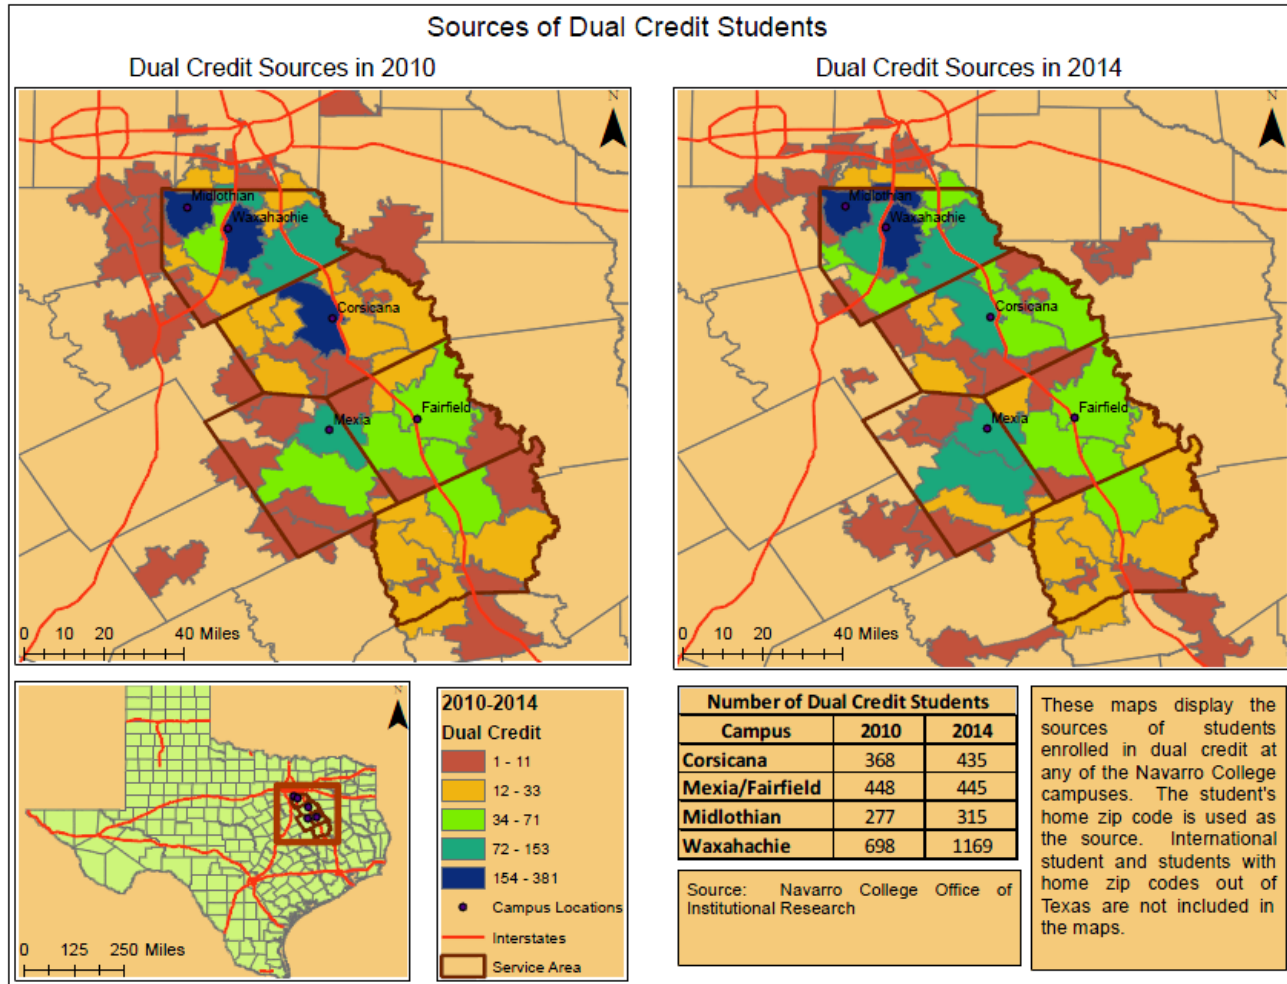 Sources of Dual Credit Students
Dual Credit Sources in 2010
Dual Credit Sources in 2014
N
Midlothian
Waxahachie
Corsicana
Mexia
Fairfield
0 10 20 40 Miles
N
Midlothian
Waxahachie
Corsicana
Mexia
Fairfield
0 10 20 40 Miles
N
0 125 250 Miles
2010-2014
Dual Credit
1 - 11
12 - 33
34 - 71
72 - 153
154 - 381
Campus Locations
Interstates
Service Area
Number of Dual Credit Students
Campus 2010 2014
Corsicana 368 435
Mexia/Fairfield 448 445
Midlothian 277 315
Waxahachie 698 1169
Source: Navarro College Office of
Institutional Research
These maps display the
sources of students
enrolled in dual credit at
any of the Navarro College
campuses. The student's
home zip code is used as
the source. International
student and students with
home zip codes out of
Texas are not included in
the maps.